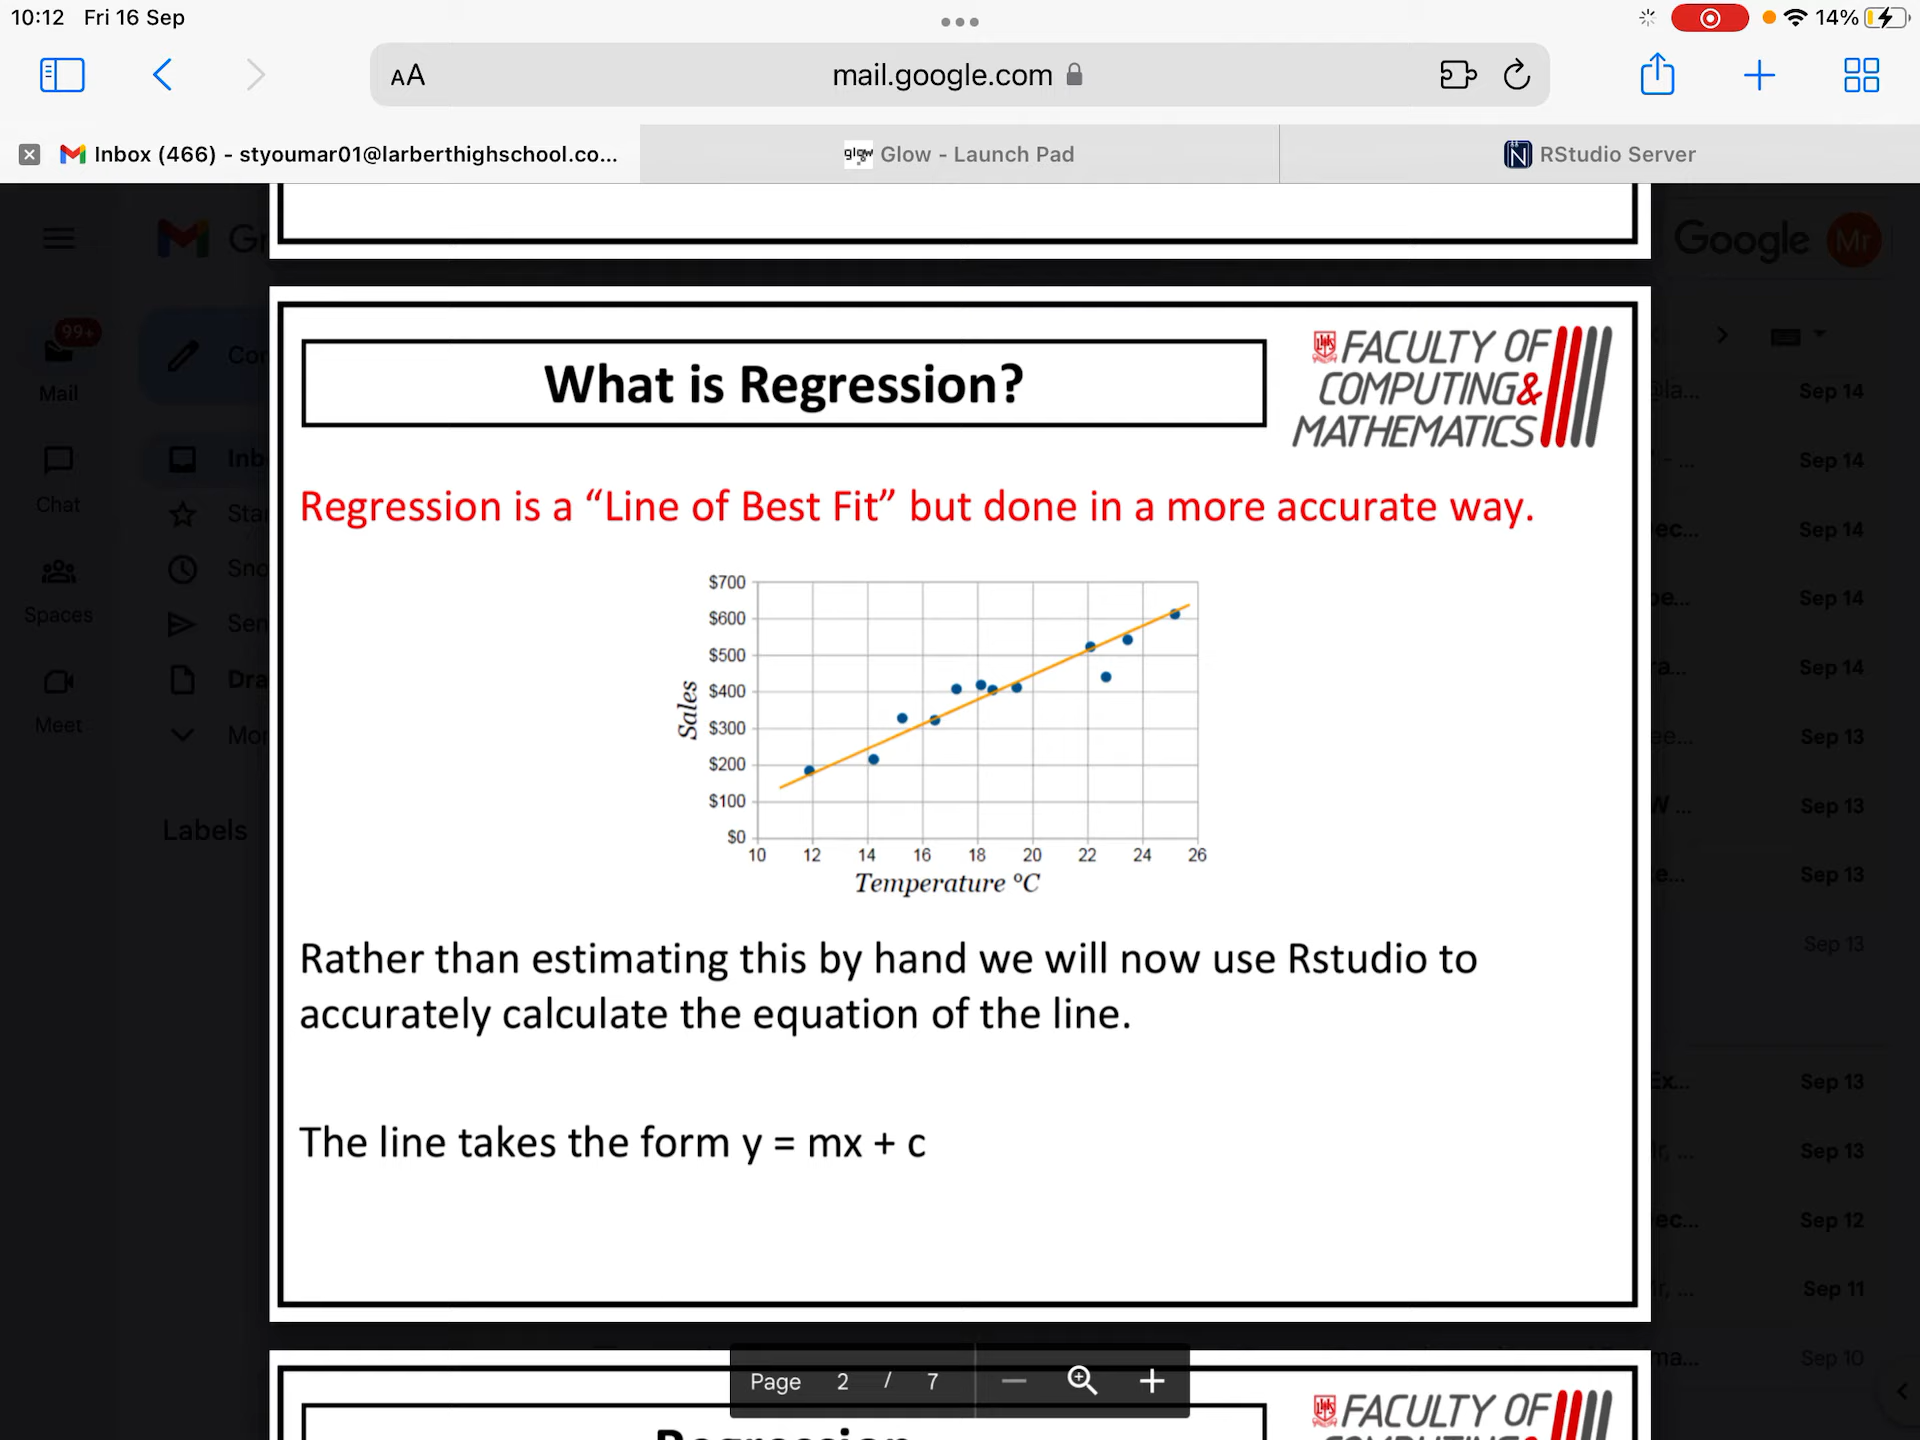 10:12 Fri 16 Sep
14%
AA
mail.google.com
Inbox (466) - styoumar01@larberthighschool.co...
glow Glow - Launch Pad
RStudio Server
Google
Mr
99+
Mail
Chat
Spaces
Meet
Labels
What is Regression?
FACULTY OF
COMPUTING&
MATHEMATICS
Regression is a “Line of Best Fit” but done in a more accurate way.
$700
$600
$500
$400
$300
$200
$100
$0
Sales
10 12 14 16 18 20 22 24 26
Temperature °C
Rather than estimating this by hand we will now use Rstudio to
accurately calculate the equation of the line.
The line takes the form y = mx + c
Sep 14
Sep 14
Sep 14
Sep 14
Sep 14
Sep 13
Sep 13
Sep 13
Sep 13
Sep 13
Sep 13
Sep 12
Sep 11
Sep 10
Page 2 / 7
FACULTY OF